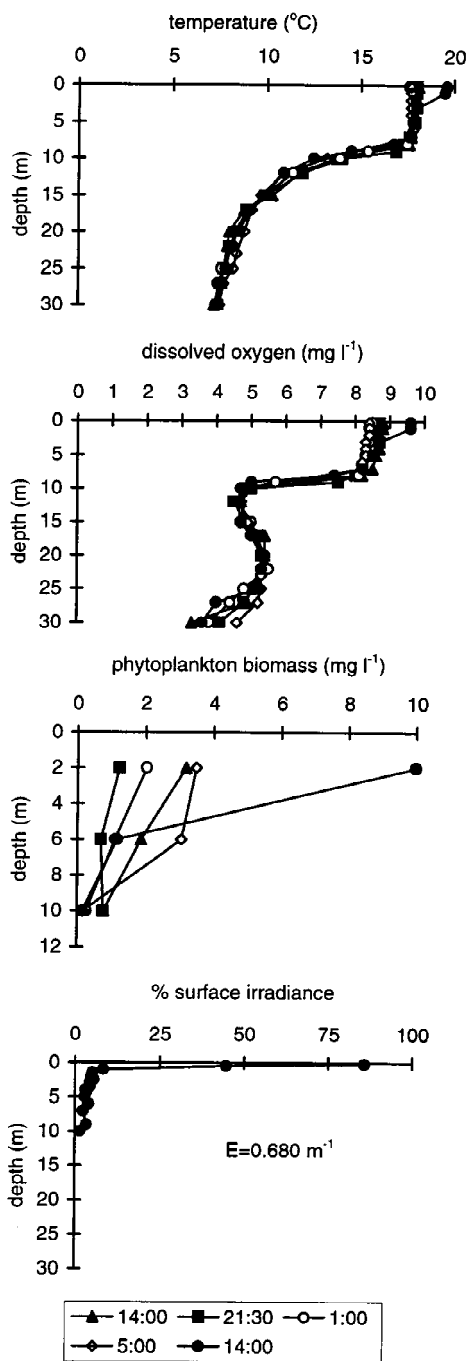 temperature (°C)
0 5 10 15 20
0
5
10
15
20
25
30
depth (m)
dissolved oxygen (mg l⁻¹)
0 1 2 3 4 5 6 7 8 9 10
0
5
10
15
20
25
30
depth (m)
phytoplankton biomass (mg l⁻¹)
0 2 4 6 8 10
0
2
4
6
8
10
12
depth (m)
% surface irradiance
0 25 50 75 100
0
5
10
15
20
25
30
depth (m)
E=0.680 m⁻¹
14:00 21:30 1:00
5:00 14:00